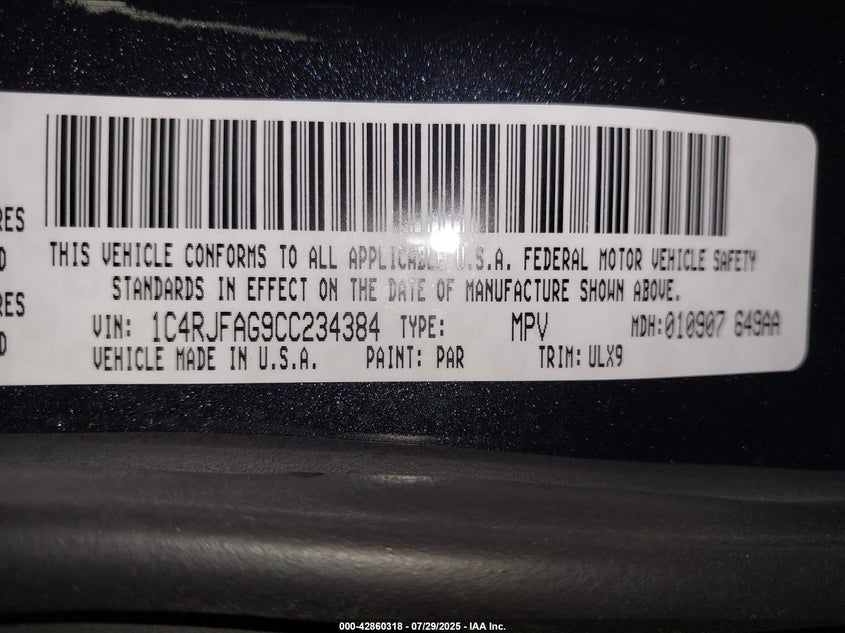 RES
THIS VEHICLE CONFORMS TO ALL APPLICABLE U.S.A. FEDERAL MOTOR VEHICLE SAFETY
D
STANDARDS IN EFFECT ON THE DATE OF MANUFACTURE SHOWN ABOVE.
RES
VIN: 1C4RJFAG9CC234384 TYPE: MPV MDH:010907 649AA
D
VEHICLE MADE IN U.S.A. PAINT: PAR TRIM: ULX9
000-42860318 - 07/29/2025 - IAA Inc.